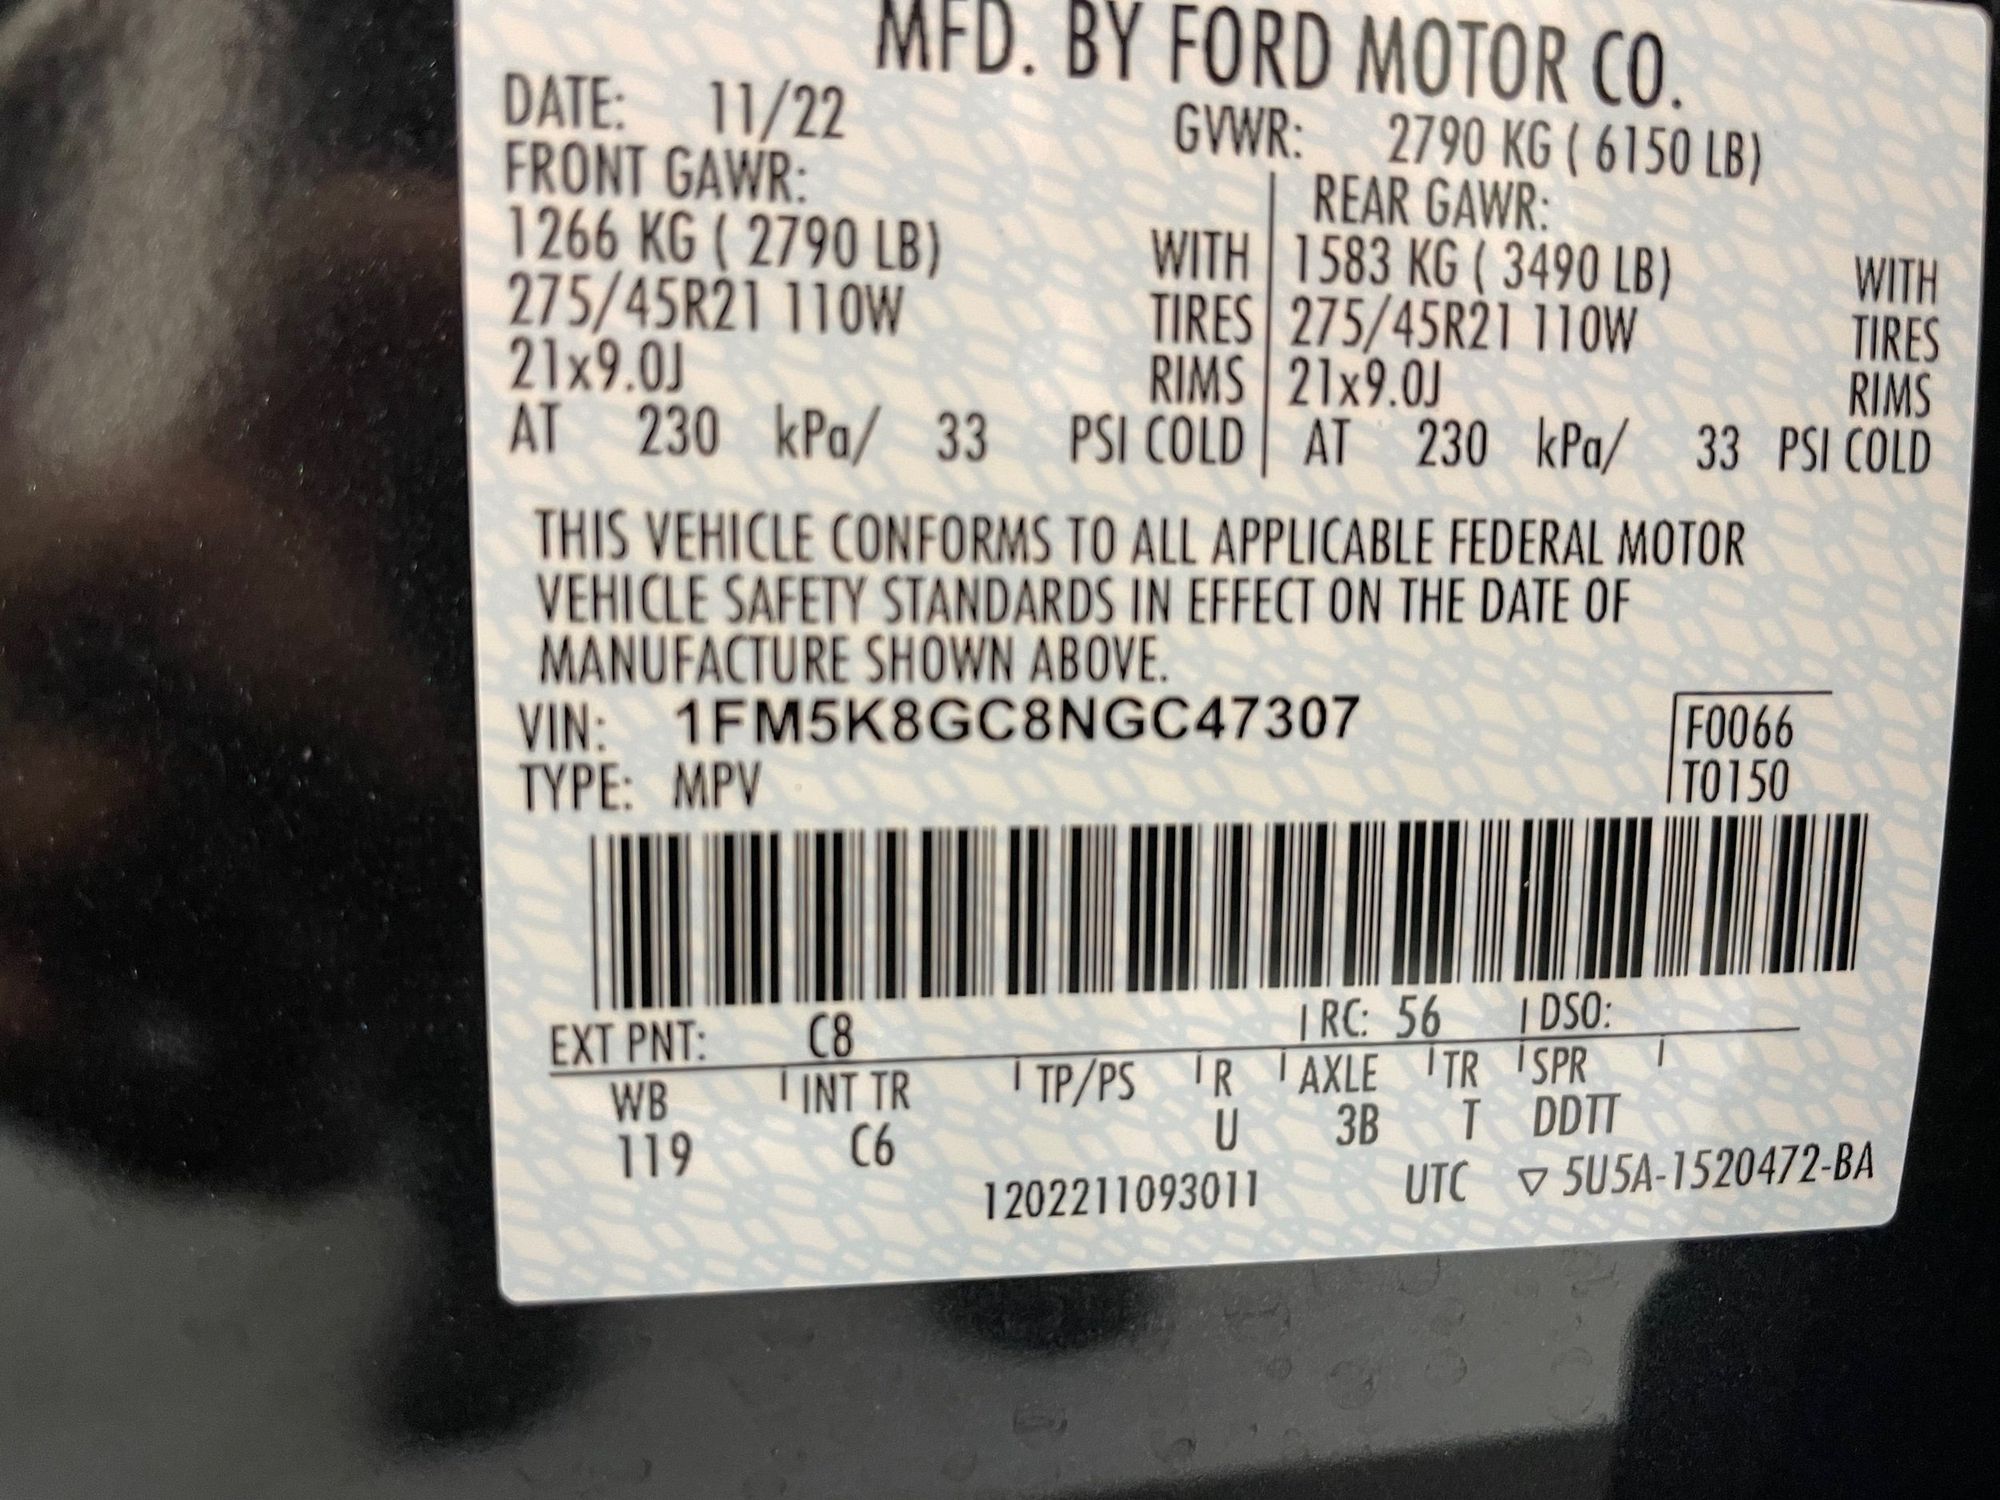 MFD. BY FORD MOTOR CO.
DATE: 11/22 GVWR: 2790 KG ( 6150 LB)
FRONT GAWR: REAR GAWR:
1266 KG ( 2790 LB) WITH 1583 KG ( 3490 LB) WITH
275/45R21 110W TIRES 275/45R21 110W TIRES
21x9.0J RIMS 21x9.0J RIMS
AT 230 kPa/ 33 PSI COLD AT 230 kPa/ 33 PSI COLD
THIS VEHICLE CONFORMS TO ALL APPLICABLE FEDERAL MOTOR
VEHICLE SAFETY STANDARDS IN EFFECT ON THE DATE OF
MANUFACTURE SHOWN ABOVE.
VIN: 1FM5K8GC8NGC47307 F0066
TYPE: MPV T0150
EXT PNT: C8 RC: 56 DSO:
WB INT TR TP/PS R AXLE TR SPR
119 C6 U 3B T DDTT
1202211093011 UTC ▽ 5U5A-1520472-BA